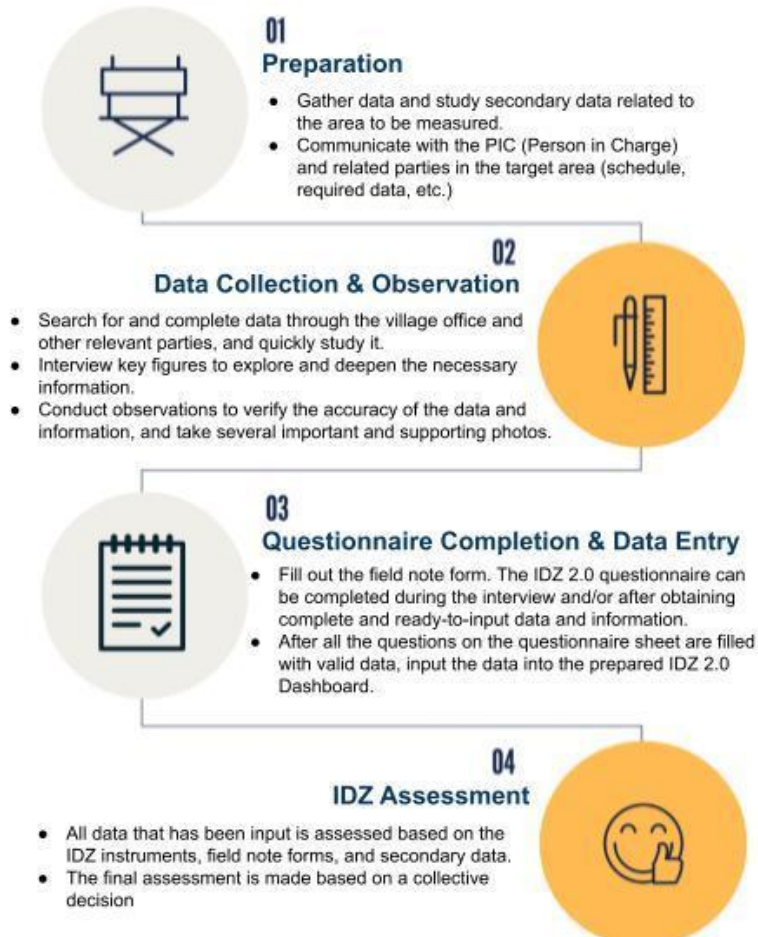 01
Preparation
● Gather data and study secondary data related to
the area to be measured.
● Communicate with the PIC (Person in Charge)
and related parties in the target area (schedule,
required data, etc.)
02
Data Collection & Observation
● Search for and complete data through the village office and
other relevant parties, and quickly study it.
● Interview key figures to explore and deepen the necessary
information.
● Conduct observations to verify the accuracy of the data and
information, and take several important and supporting photos.
03
Questionnaire Completion & Data Entry
● Fill out the field note form. The IDZ 2.0 questionnaire can
be completed during the interview and/or after obtaining
complete and ready-to-input data and information.
● After all the questions on the questionnaire sheet are filled
with valid data, input the data into the prepared IDZ 2.0
Dashboard.
04
IDZ Assessment
● All data that has been input is assessed based on the
IDZ instruments, field note forms, and secondary data.
● The final assessment is made based on a collective
decision